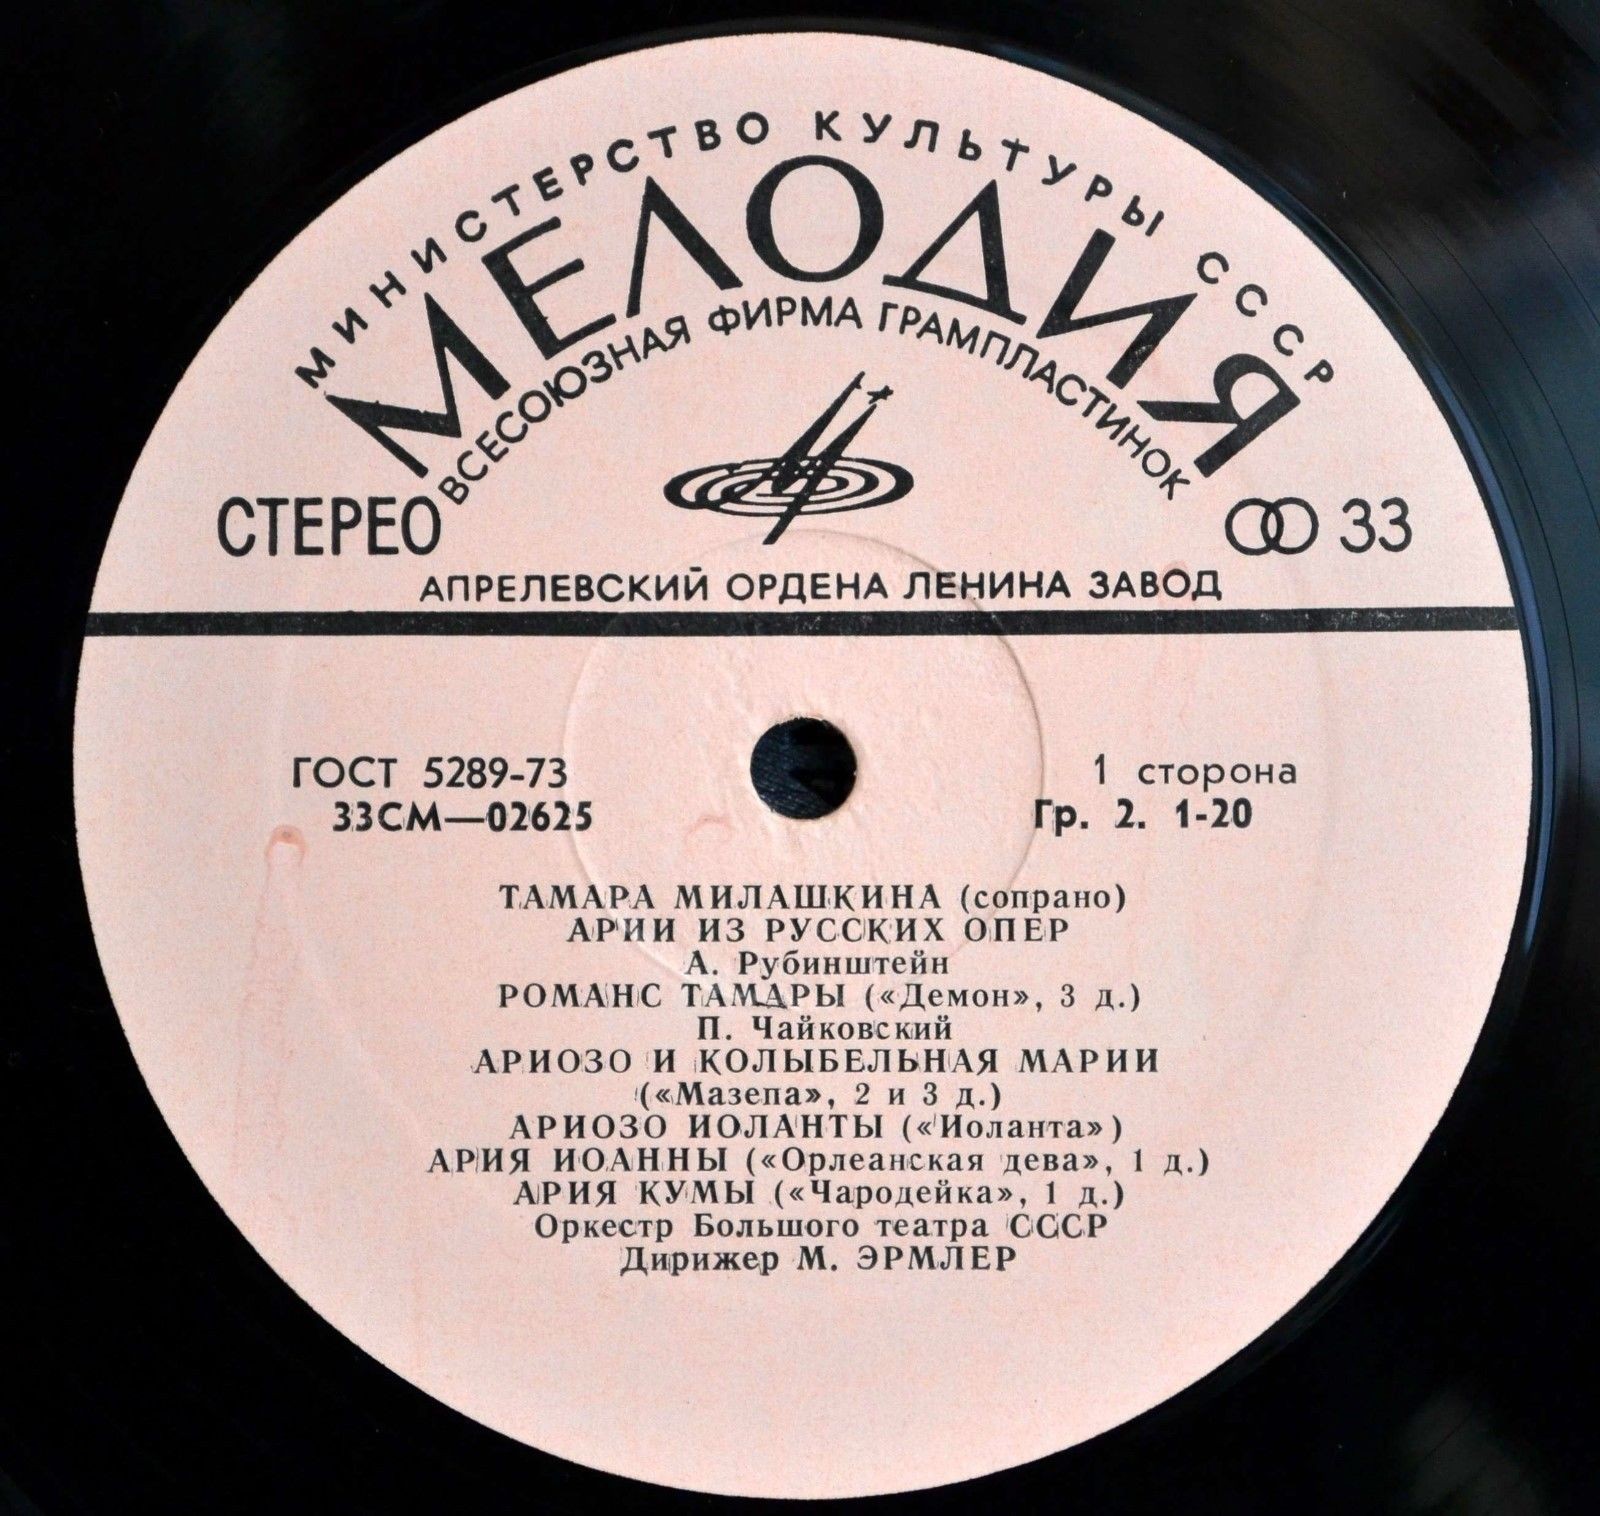 МИНИСТЕРСТВО КУЛЬТУРЫ СССР
МЕЛОДИЯ
ВСЕСОЮЗНАЯ ФИРМА ГРАМПЛАСТИНОК
СТЕРЕО
33
АПРЕЛЕВСКИЙ ОРДЕНА ЛЕНИНА ЗАВОД
ГОСТ 5289-73
1 сторона
33СМ—02625
Гр. 2. 1-20
ТАМАРА МИЛАШКИНА (сопрано)
АРИИ ИЗ РУССКИХ ОПЕР
А. Рубинштейн
РОМАНС ТАМАРЫ («Демон», 3 д.)
П. Чайковский
АРИОЗО И КОЛЫБЕЛЬНАЯ МАРИИ
(«Мазепа», 2 и 3 д.)
АРИОЗО ИОЛАНТЫ («Иоланта»)
АРИЯ ИОАННЫ («Орлеанская дева», 1 д.)
АРИЯ КУМЫ («Чародейка», 1 д.)
Оркестр Большого театра СССР
Дирижер М. ЭРМЛЕР